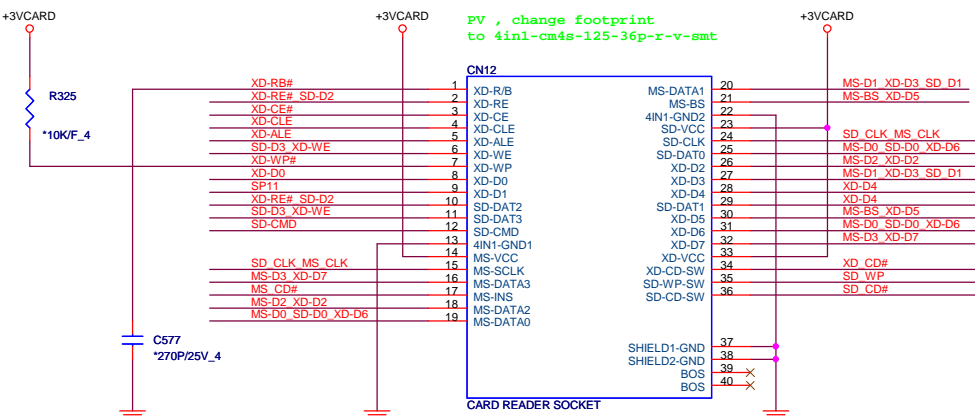 +3VCARD
+3VCARD
+3VCARD
PV , change footprint
to 4in1-cm4s-125-36p-r-v-smt
R325
*10K/F_4
C577
*270P/25V_4
CN12
XD-RB# 1 XD-R/B
XD-RE#_SD-D2 2 XD-RE
XD-CE# 3 XD-CE
XD-CLE 4 XD-CLE
XD-ALE 5 XD-ALE
SD-D3_XD-WE 6 XD-WE
XD-WP# 7 XD-WP
XD-D0 8 XD-D0
SP11 9 XD-D1
XD-RE#_SD-D2 10 SD-DAT2
SD-D3_XD-WE 11 SD-DAT3
SD-CMD 12 SD-CMD
13 4IN1-GND1
14 MS-VCC
SD_CLK_MS_CLK 15 MS-SCLK
MS-D3_XD-D7 16 MS-DATA3
MS_CD# 17 MS-INS
MS-D2_XD-D2 18 MS-DATA2
MS-D0_SD-D0_XD-D6 19 MS-DATA0
MS-DATA1 20 MS-D1_XD-D3_SD_D1
MS-BS 21 MS-BS_XD-D5
4IN1-GND2 22
SD-VCC 23
SD-CLK 24 SD_CLK_MS_CLK
SD-DAT0 25 MS-D0_SD-D0_XD-D6
XD-D2 26 MS-D2_XD-D2
XD-D3 27 MS-D1_XD-D3_SD_D1
XD-D4 28 XD-D4
SD-DAT1 29 XD-D4
XD-D5 30 MS-BS_XD-D5
XD-D6 31 MS-D0_SD-D0_XD-D6
XD-D7 32 MS-D3_XD-D7
XD-VCC 33
XD-CD-SW 34 XD_CD#
SD-WP-SW 35 SD_WP
SD-CD-SW 36 SD_CD#
SHIELD1-GND 37
SHIELD2-GND 38
BOS 39
BOS 40
CARD READER SOCKET